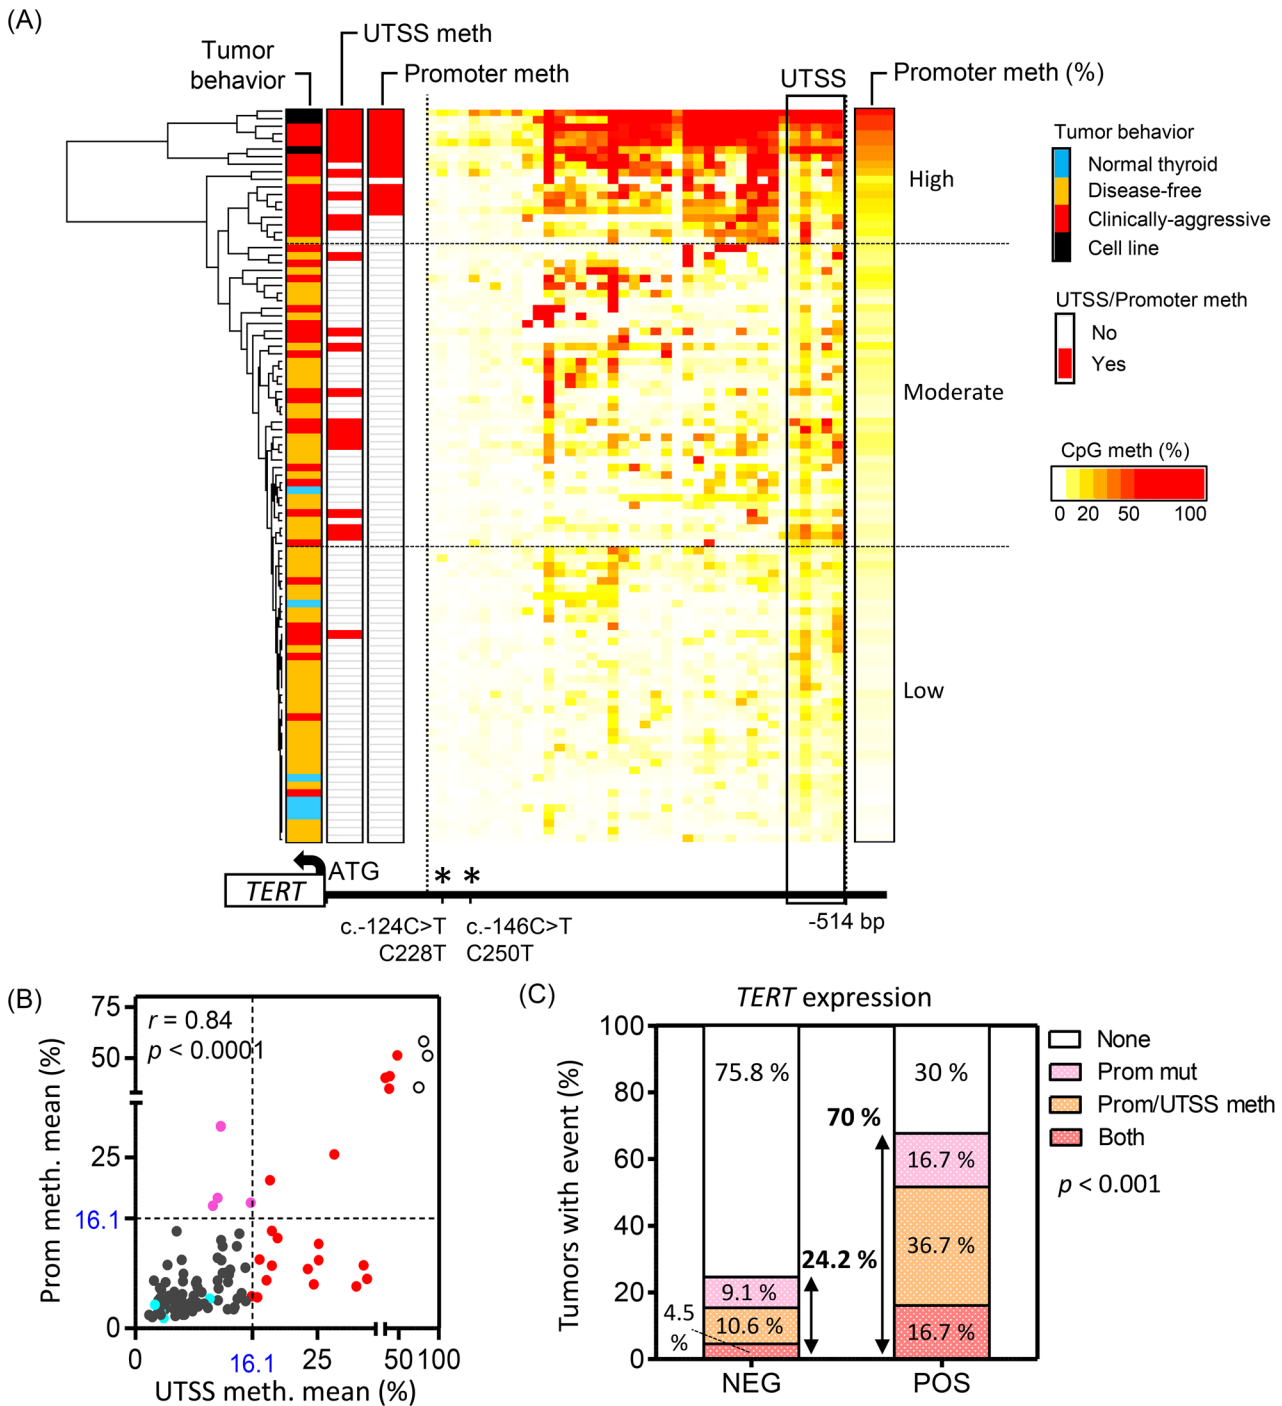 (A)
UTSS meth
Tumor
behavior
Promoter meth
UTSS
Promoter meth (%)
Tumor behavior
Normal thyroid
Disease-free
Clinically-aggressive
Cell line
High
UTSS/Promoter meth
No
Yes
Moderate
CpG meth (%)
0 20 50 100
Low
ATG
TERT
* *
c.-124C>T c.-146C>T
C228T C250T
-514 bp
(B)
75
50
25
16.1
0
Prom meth. mean (%)
r = 0.84
p < 0.0001
0 16.1 25 50 100
UTSS meth. mean (%)
(C)
TERT expression
100
80
60
40
20
0
Tumors with event (%)
75.8 %
9.1 %
10.6 %
4.5
%
24.2 %
70 %
30 %
16.7 %
36.7 %
16.7 %
NEG POS
None
Prom mut
Prom/UTSS meth
Both
p < 0.001